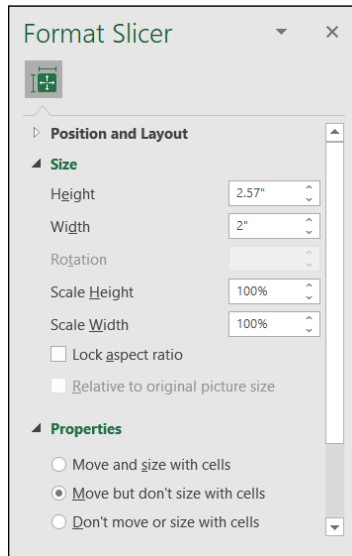 Format Slicer
Position and Layout
Size
Height 2.57"
Width 2"
Rotation
Scale Height 100%
Scale Width 100%
Lock aspect ratio
Relative to original picture size
Properties
Move and size with cells
Move but don't size with cells
Don't move or size with cells